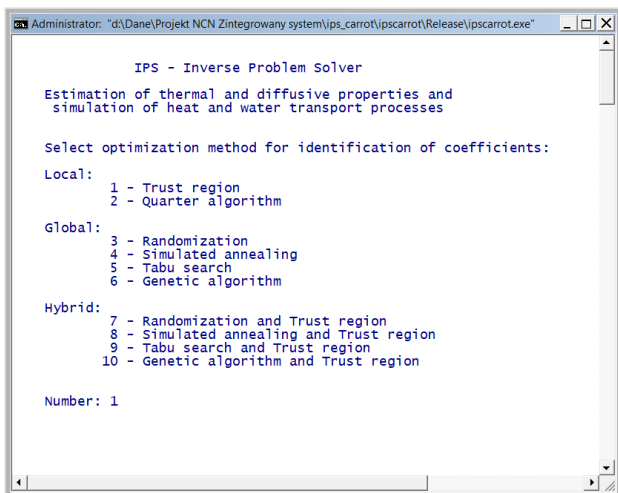 Administrator: "d:\Dane\Projekt NCN Zintegrowany system\ips_carrot\ipscarrot\Release\ipscarrot.exe"
IPS - Inverse Problem Solver
Estimation of thermal and diffusive properties and
simulation of heat and water transport processes
Select optimization method for identification of coefficients:
Local:
1 - Trust region
2 - Quarter algorithm
Global:
3 - Randomization
4 - Simulated annealing
5 - Tabu search
6 - Genetic algorithm
Hybrid:
7 - Randomization and Trust region
8 - Simulated annealing and Trust region
9 - Tabu search and Trust region
10 - Genetic algorithm and Trust region
Number: 1